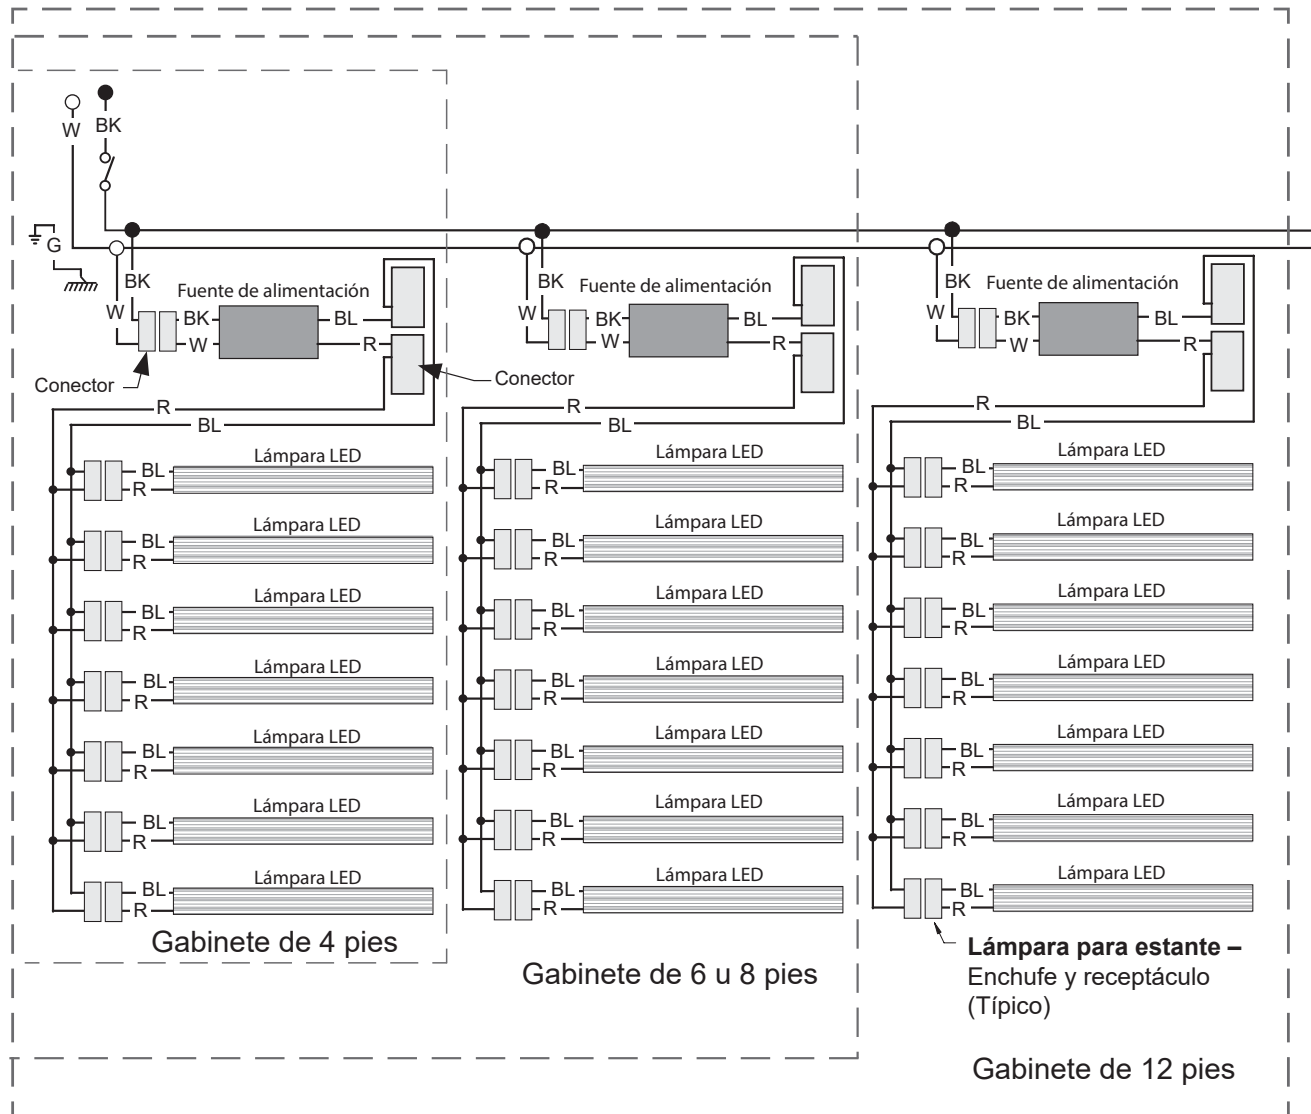 W
BK
G
BK
W
Fuente de alimentación
BK
BL
W
R
Conector
Conector
R
BL
Lámpara LED
BL
R
Lámpara LED
BL
R
Lámpara LED
BL
R
Lámpara LED
BL
R
Lámpara LED
BL
R
Lámpara LED
BL
R
Lámpara LED
BL
R
Gabinete de 4 pies
BK
W
Fuente de alimentación
BK
BL
W
R
R
BL
Lámpara LED
BL
R
Lámpara LED
BL
R
Lámpara LED
BL
R
Lámpara LED
BL
R
Lámpara LED
BL
R
Lámpara LED
BL
R
Lámpara LED
BL
R
Gabinete de 6 u 8 pies
BK
W
Fuente de alimentación
BK
BL
W
R
R
BL
Lámpara LED
BL
R
Lámpara LED
BL
R
Lámpara LED
BL
R
Lámpara LED
BL
R
Lámpara LED
BL
R
Lámpara LED
BL
R
Lámpara LED
BL
R
Lámpara para estante –
Enchufe y receptáculo
(Típico)
Gabinete de 12 pies